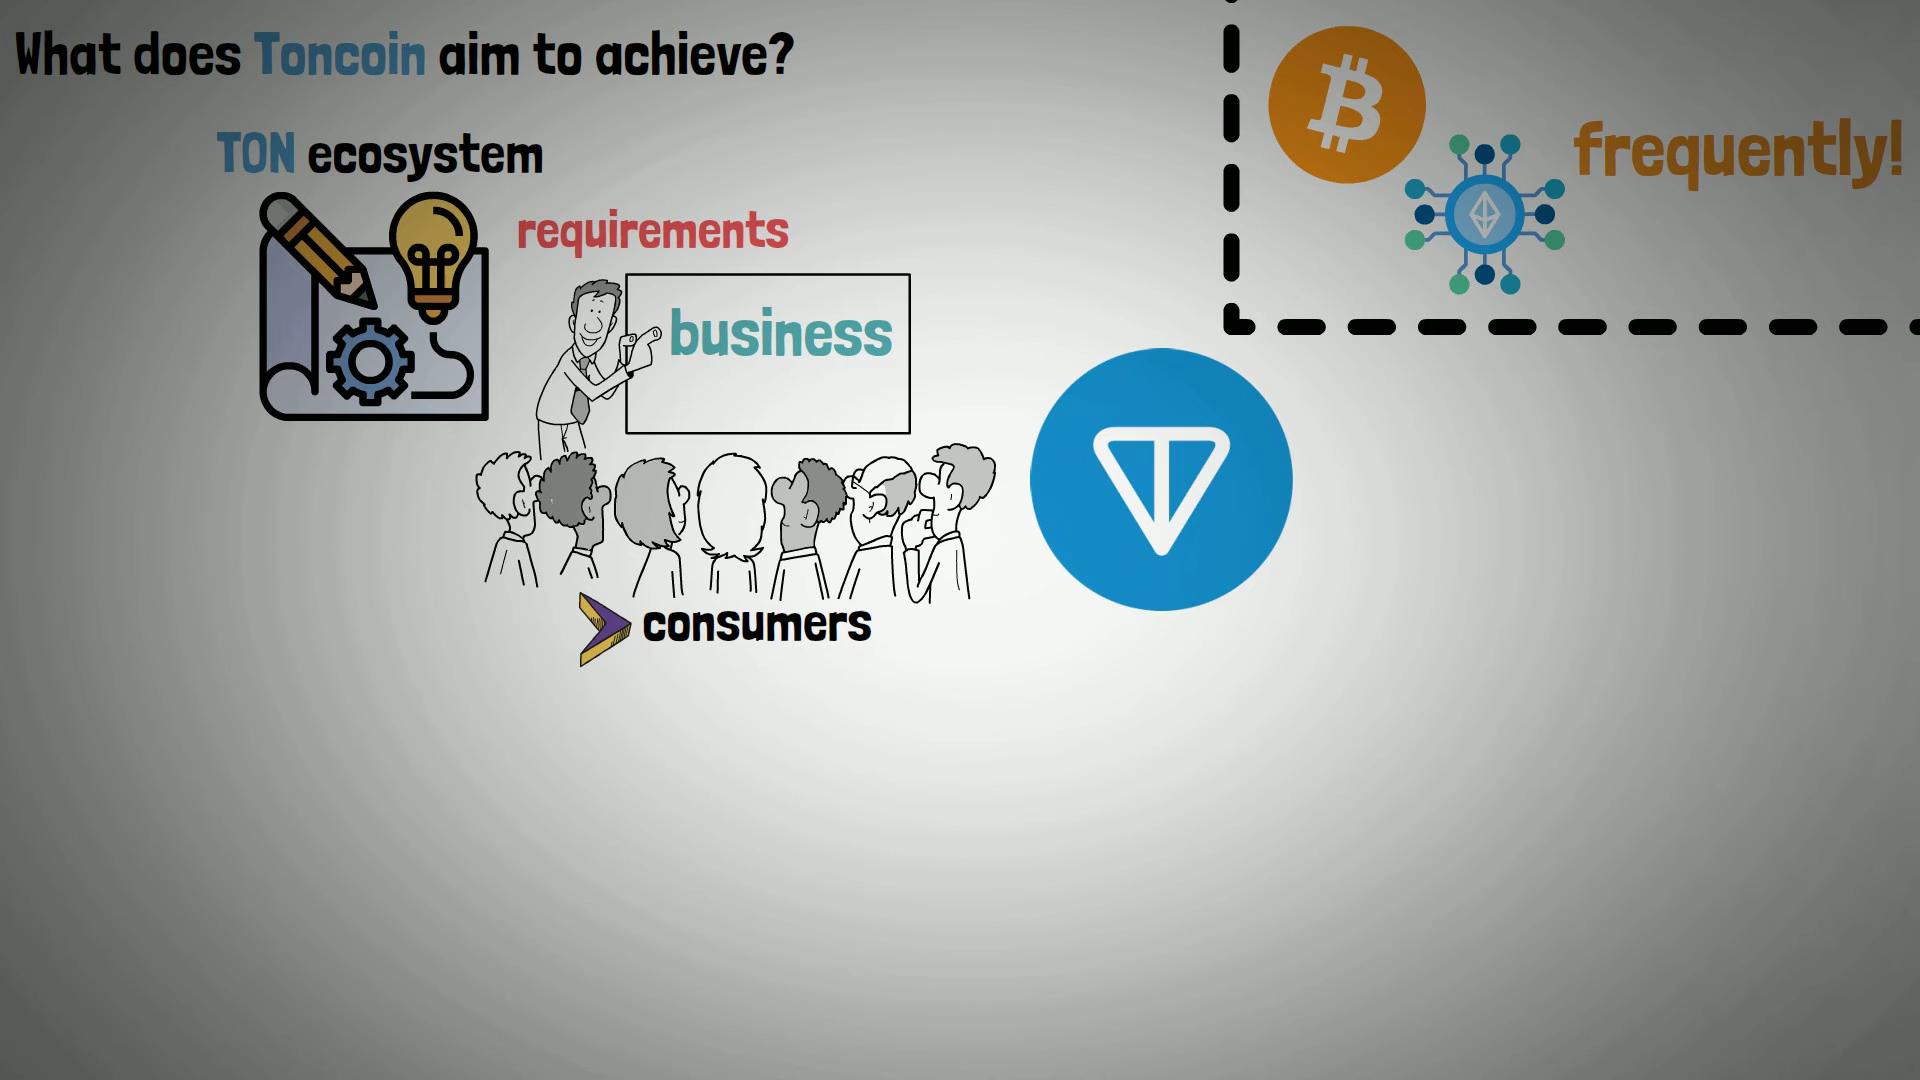 What does Toncoin aim to achieve?
TON ecosystem
requirements
business
consumers
frequently!